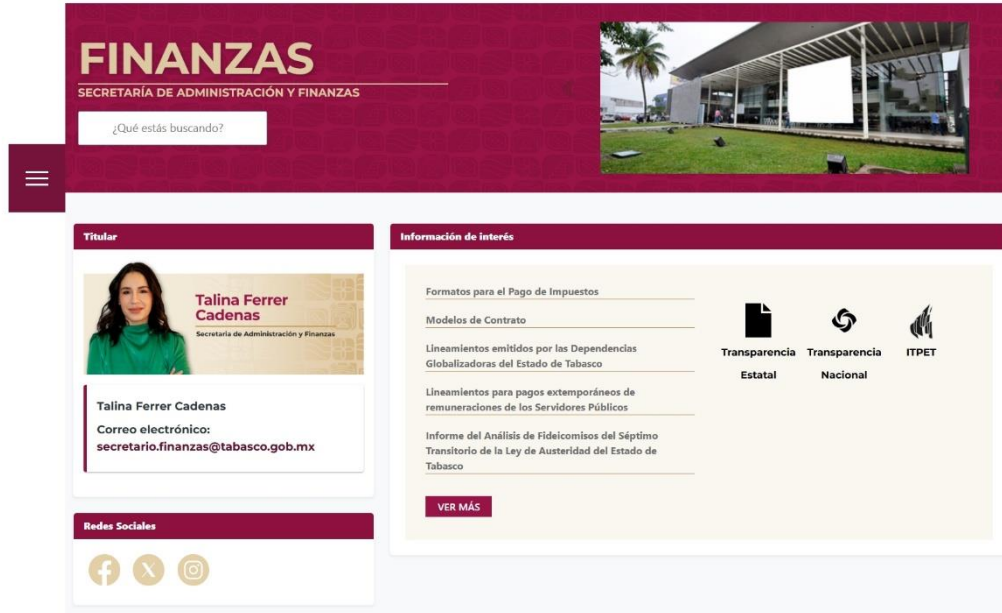 FINANZAS
SECRETARÍA DE ADMINISTRACIÓN Y FINANZAS
¿Qué estás buscando?
Titular
Talina Ferrer
Cadenas
Secretaria de Administración y Finanzas
Talina Ferrer Cadenas
Correo electrónico:
secretario.finanzas@tabasco.gob.mx
Redes Sociales
Información de interés
Formatos para el Pago de Impuestos
Modelos de Contrato
Lineamientos emitidos por las Dependencias
Globalizadoras del Estado de Tabasco
Lineamientos para pagos extemporáneos de
remuneraciones de los Servidores Públicos
Informe del Análisis de Fideicomisos del Séptimo
Transitorio de la Ley de Austeridad del Estado de
Tabasco
VER MÁS
Transparencia
Estatal
Transparencia
Nacional
ITPET